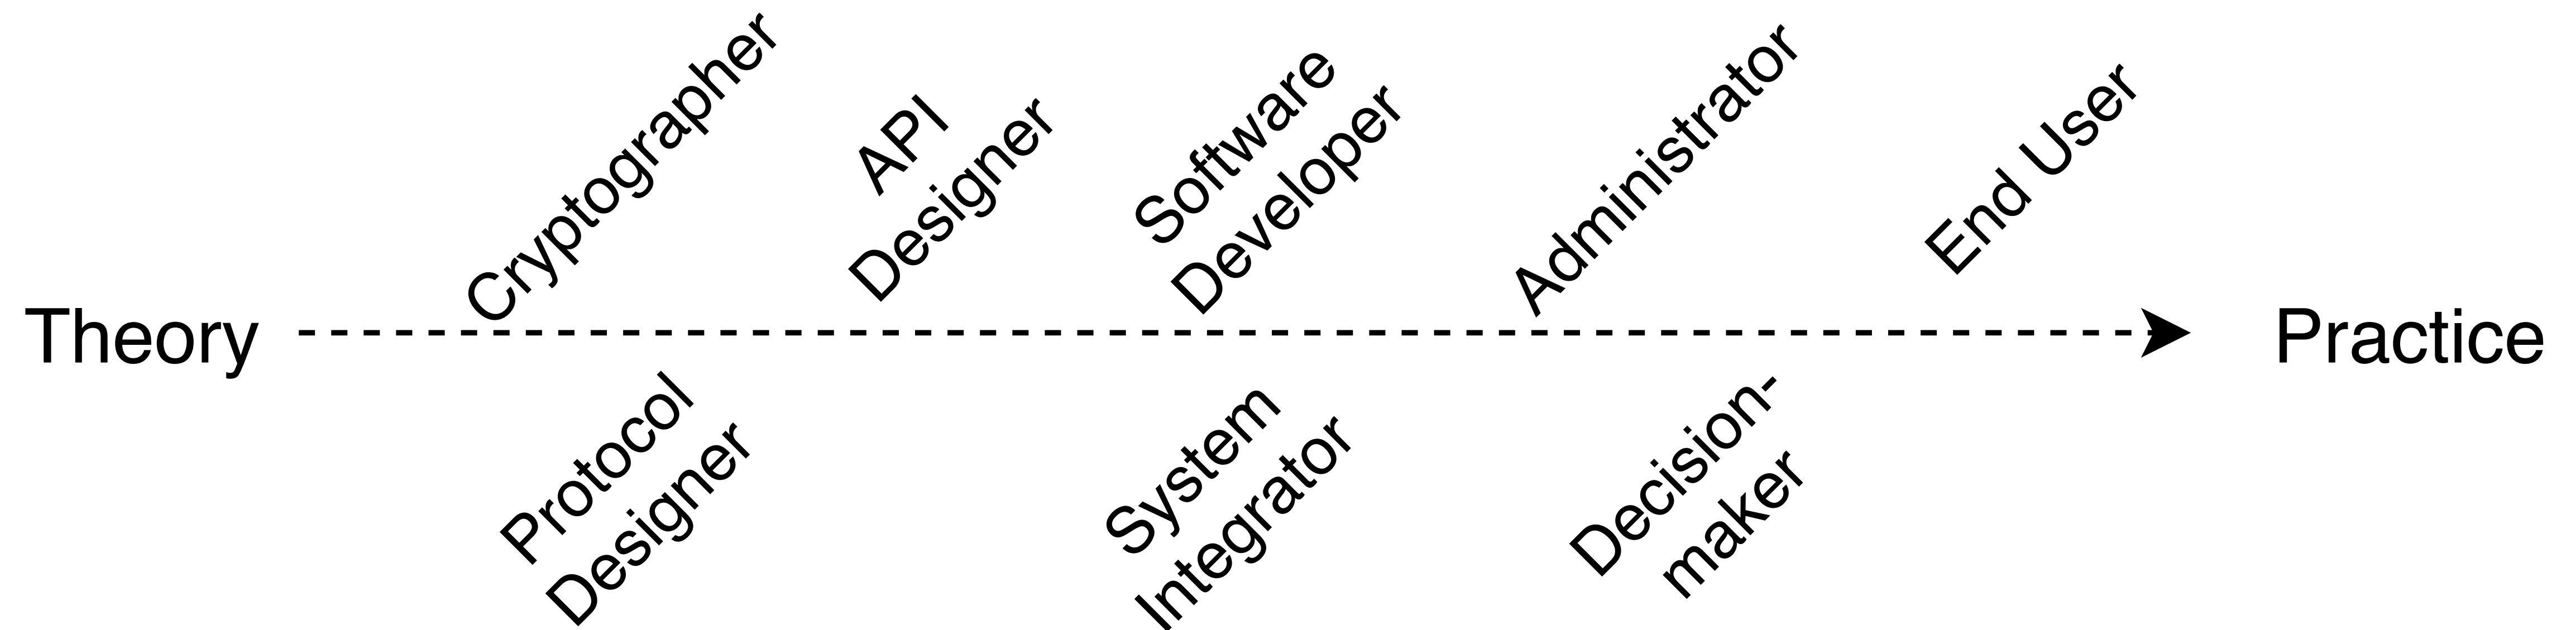 Cryptographer
API
Designer
Software
Developer
Administrator
End User
Theory
Practice
Protocol
Designer
System
Integrator
Decision-
maker